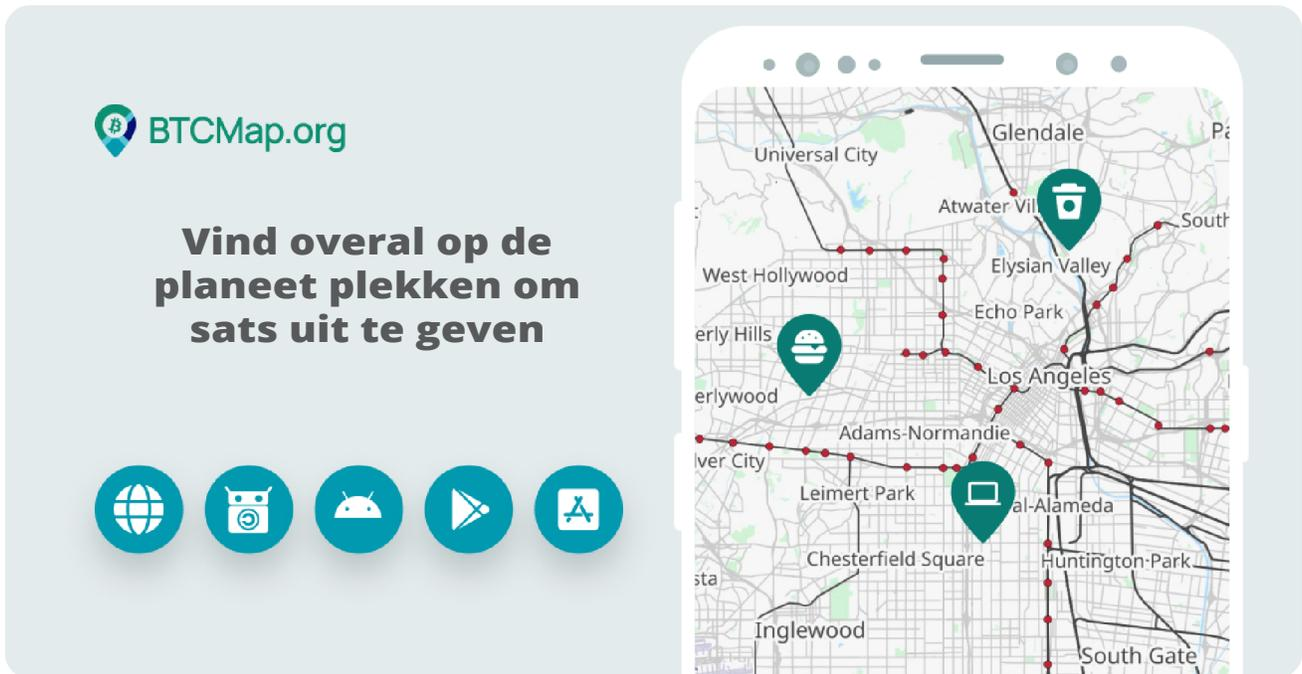 BTCMap.org
Vind overal op de
planeet plekken om
sats uit te geven
Glendale
Pa
Universal City
Atwater Vil
South
Elysian Valley
West Hollywood
Echo Park
erly Hills
Los Angeles
erlywood
Adams-Normandie
lver City
Leimert Park
al-Alameda
Chesterfield Square
Huntington Park
sta
Inglewood
South Gate